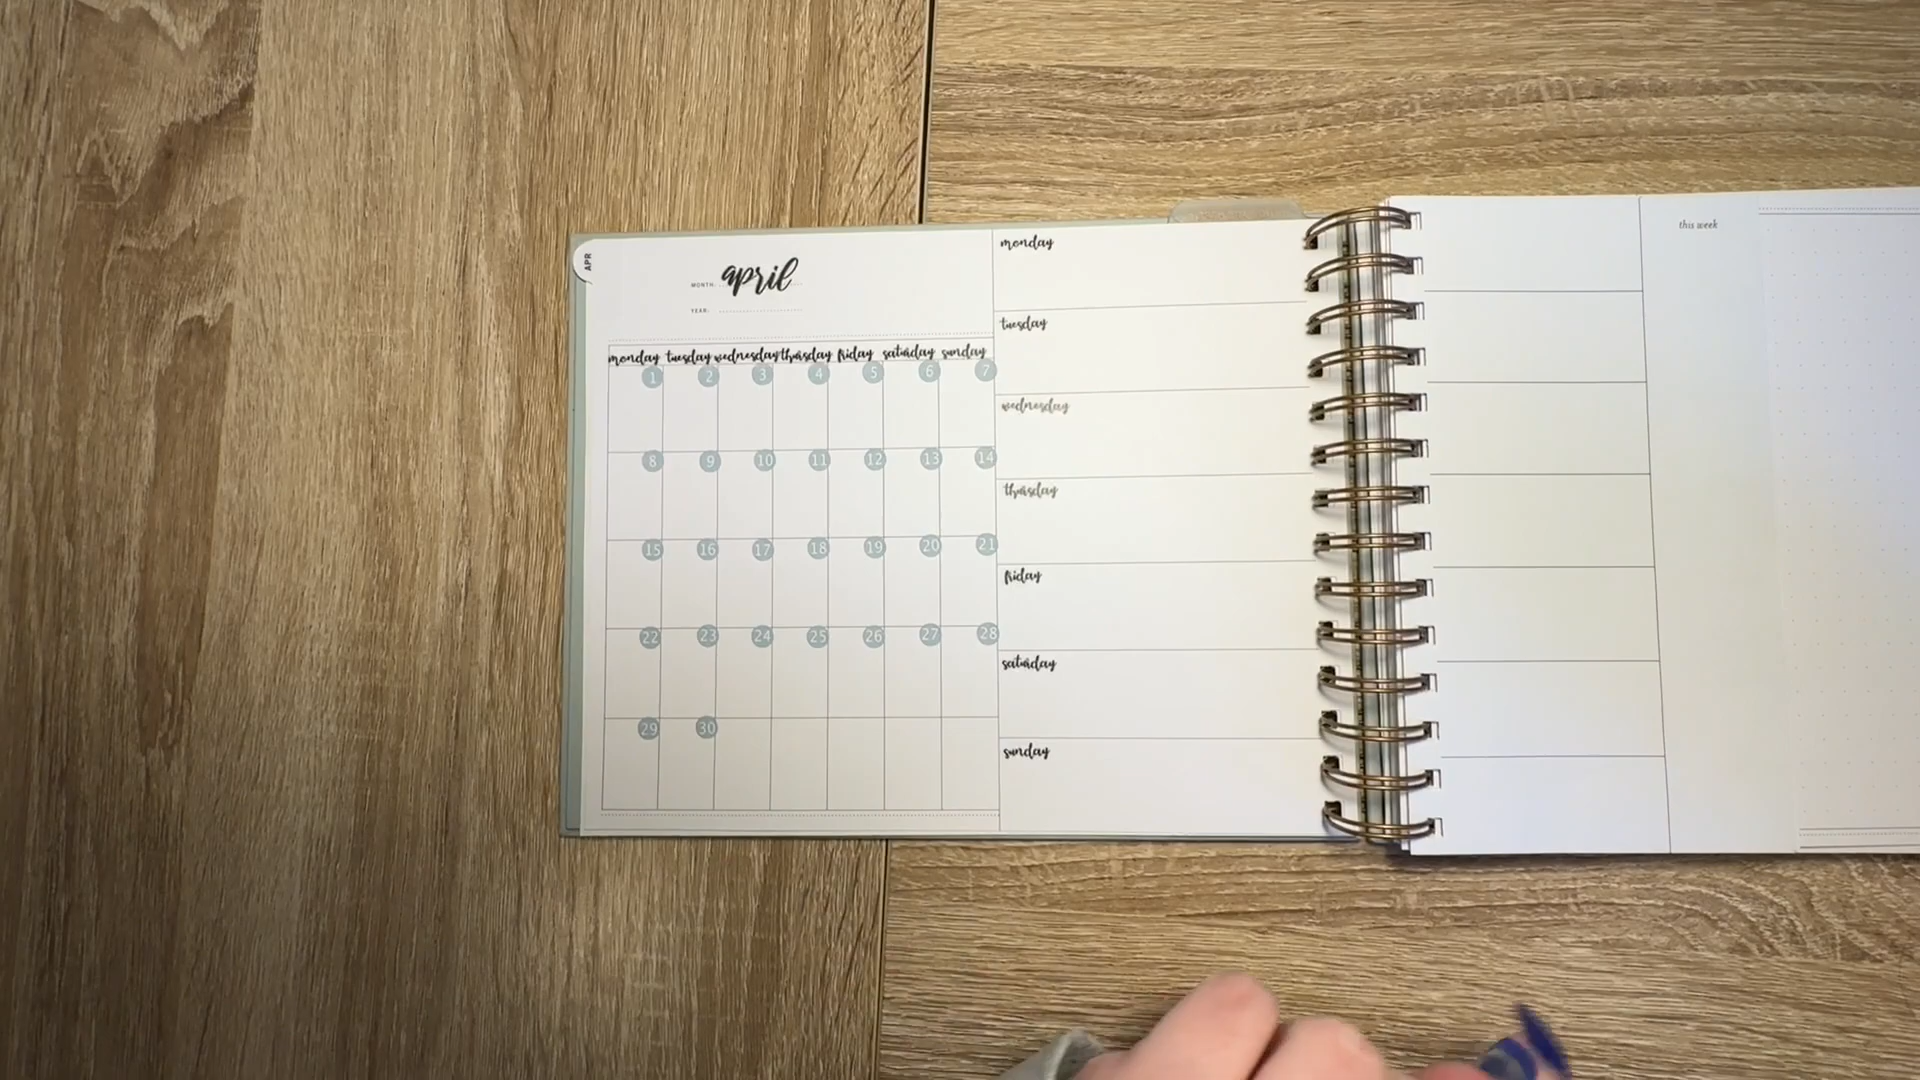 APR
MONTH: april
YEAR:
monday tuesday wednesday thursday friday saturday sunday
1 2 3 4 5 6 7
8 9 10 11 12 13 14
15 16 17 18 19 20 21
22 23 24 25 26 27 28
29 30
monday
tuesday
wednesday
thursday
friday
saturday
sunday
this week